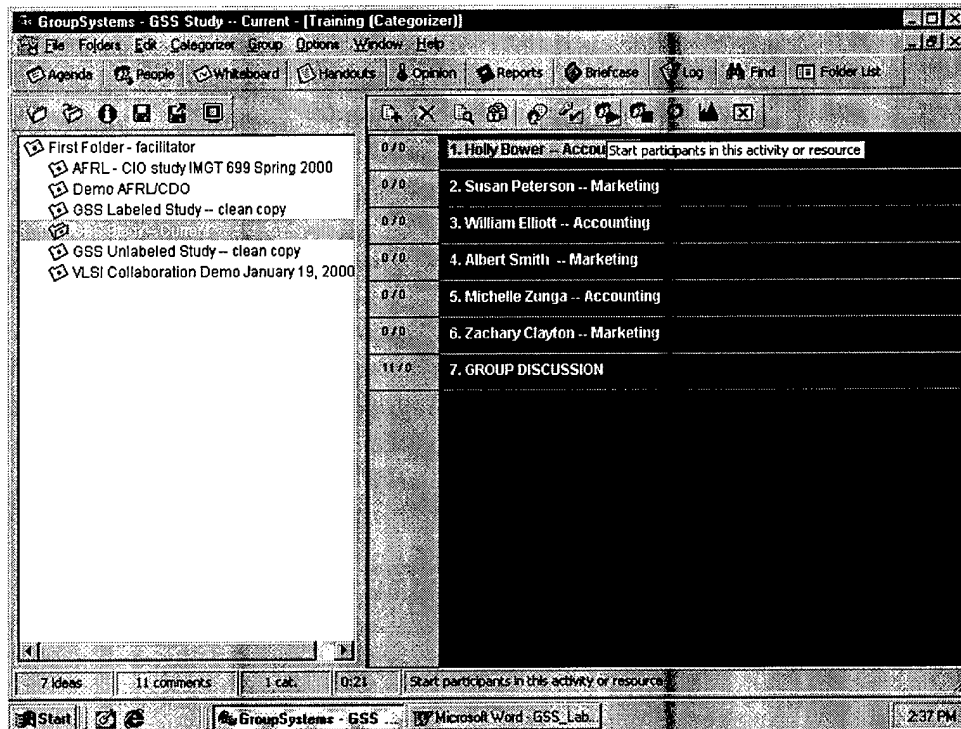 GroupSystems - GSS Study -- Current - [Training (Categorizer)]
File Folders Edit Categorizer Group Options Window Help
Agenda People Whiteboard Handouts Opinion Reports Briefcase Log Find Folder List
First Folder - facilitator
AFRL - CIO study IMGT 699 Spring 2000
Demo AFRL/CDO
GSS Labeled Study -- clean copy
GSS Unlabeled Study -- clean copy
VLSI Collaboration Demo January 19, 2000
0 / 0 1. Holly Bower -- Accou Start participants in this activity or resource
0 / 0 2. Susan Peterson -- Marketing
0 / 0 3. William Elliott -- Accounting
0 / 0 4. Albert Smith -- Marketing
0 / 0 5. Michelle Zunga -- Accounting
0 / 0 6. Zachary Clayton -- Marketing
11 / 0 7. GROUP DISCUSSION
7 Ideas 11 comments 1 cat. 0:21 Start participants in this activity or resource
Start GroupSystems - GSS ... Microsoft Word - GSS_Lab... 2:37 PM